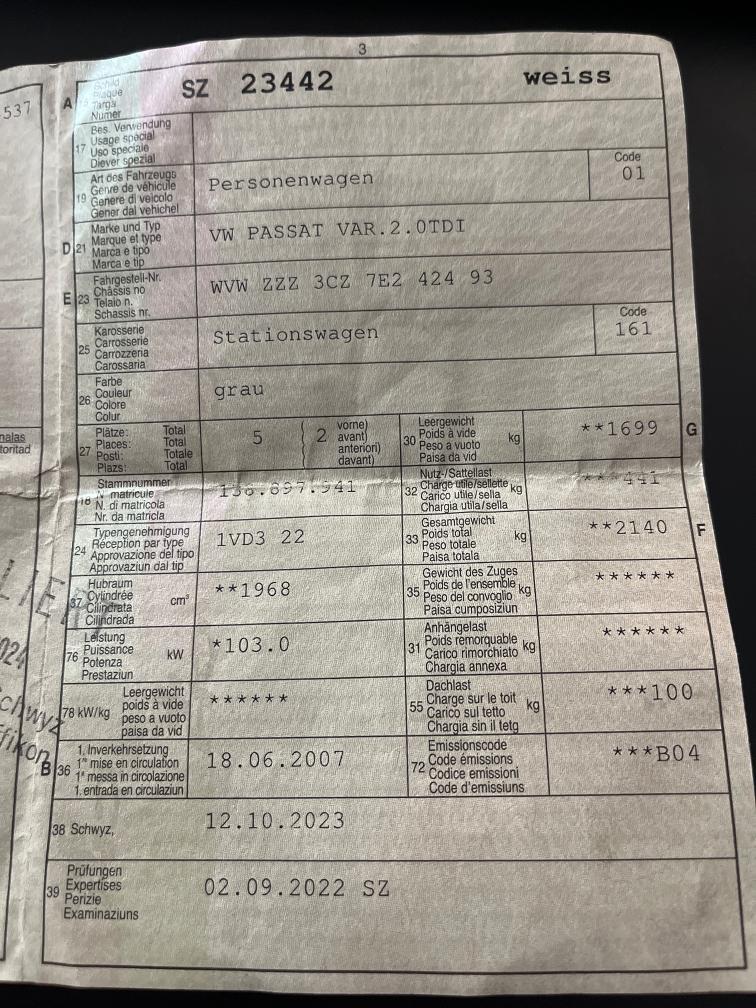 3
537
A 15 Schild
Plaque
Targa
Numer
SZ 23442 weiss
17 Bes. Verwendung
Usage spécial
Uso speciale
Diever spezial
19 Art des Fahrzeugs
Genre de véhicule
Genere di veicolo
Gener dal vehichel
Personenwagen
Code
01
D 21 Marke und Typ
Marque et type
Marca e tipo
Marca e tip
VW PASSAT VAR.2.0TDI
E 23 Fahrgestell-Nr.
Châssis no
Telaio n.
Schassis nr.
WVW ZZZ 3CZ 7E2 424 93
25 Karosserie
Carrosserie
Carrozzeria
Carossaria
Stationswagen
Code
161
26 Farbe
Couleur
Colore
Colur
grau
27 Plätze: Total
Places: Total
Posti: Totale
Plazs: Total
5 ( 2 vorne)
avant)
anteriori)
davant)
30 Leergewicht
Poids à vide
Peso a vuoto
Paisa da vid
kg
**1699 G
nalas
toritad
18 Stammnummer
N matricule
N. di matricola
Nr. da matricla
136.897.941
32 Nutz-/Sattellast
Charge utile/sellette
Carico utile/sella
Chargia utila/sella
kg
***441
24 Typengenehmigung
Réception par type
Approvazione del tipo
Approvaziun dal tip
1VD3 22
33 Gesamtgewicht
Poids total
Peso totale
Paisa totala
kg
**2140 F
37 Hubraum
Cylindrée
Cilindrata
Cilindrada
cm³
**1968
35 Gewicht des Zuges
Poids de l'ensemble
Peso del convoglio
Paisa cumposiziun
kg
******
76 Leistung
Puissance
Potenza
Prestaziun
kW
*103.0
31 Anhängelast
Poids remorquable
Carico rimorchiato
Chargia annexa
kg
******
78 kW/kg Leergewicht
poids à vide
peso a vuoto
paisa da vid
******
55 Dachlast
Charge sur le toit
Carico sul tetto
Chargia sin il tetg
kg
***100
B 36 1. Inverkehrsetzung
1re mise en circulation
1a messa in circolazione
1. entrada en circulaziun
18.06.2007
72 Emissionscode
Code émissions
Codice emissioni
Code d'emissiuns
***B04
38 Schwyz,
12.10.2023
39 Prüfungen
Expertises
Perizie
Examinaziuns
02.09.2022 SZ